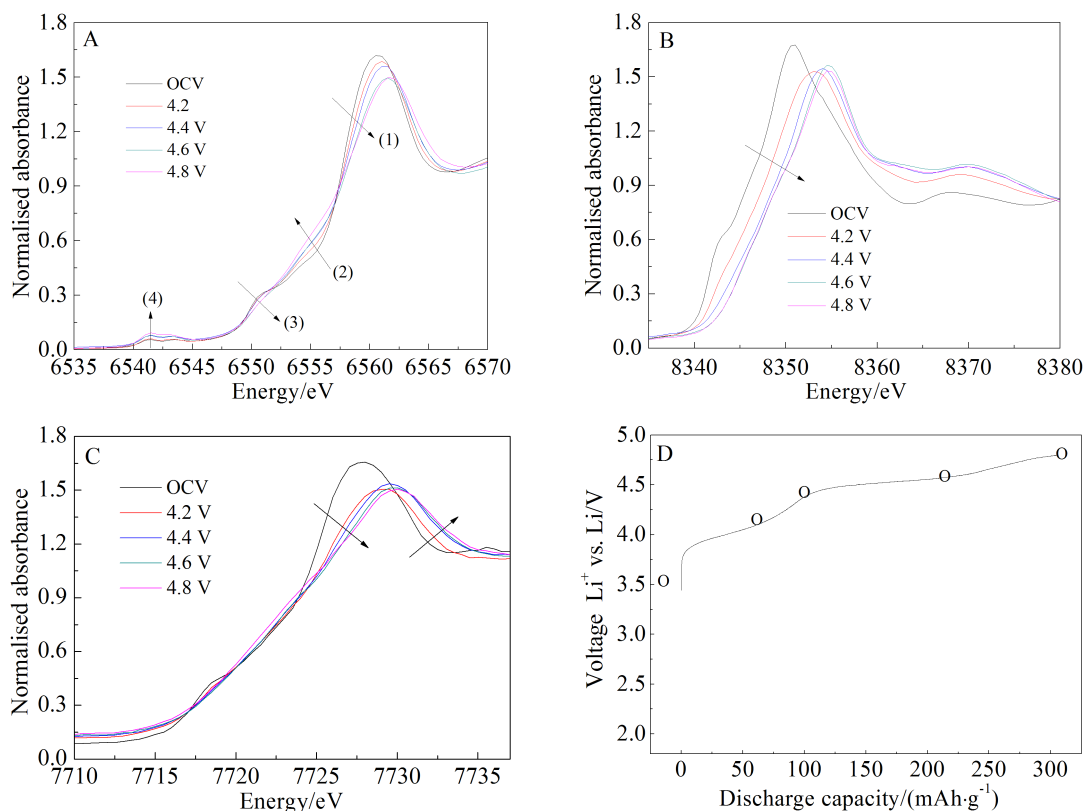 A
OCV
4.2
4.4 V
4.6 V
4.8 V
(1)
(2)
(3)
(4)
Normalised absorbance
1.8
1.5
1.2
0.9
0.6
0.3
0.0
6535 6540 6545 6550 6555 6560 6565 6570
Energy/eV
B
OCV
4.2 V
4.4 V
4.6 V
4.8 V
Normalised absorbance
1.8
1.5
1.2
0.9
0.6
0.3
0.0
8340 8350 8360 8370 8380
Energy/eV
C
OCV
4.2 V
4.4 V
4.6 V
4.8 V
Normalised absorbance
1.8
1.5
1.2
0.9
0.6
0.3
0.0
7710 7715 7720 7725 7730 7735
Energy/eV
D
Voltage Li⁺ vs. Li/V
5.0
4.5
4.0
3.5
3.0
2.5
2.0
O O O O O
0 50 100 150 200 250 300
Discharge capacity/(mAh·g⁻¹)